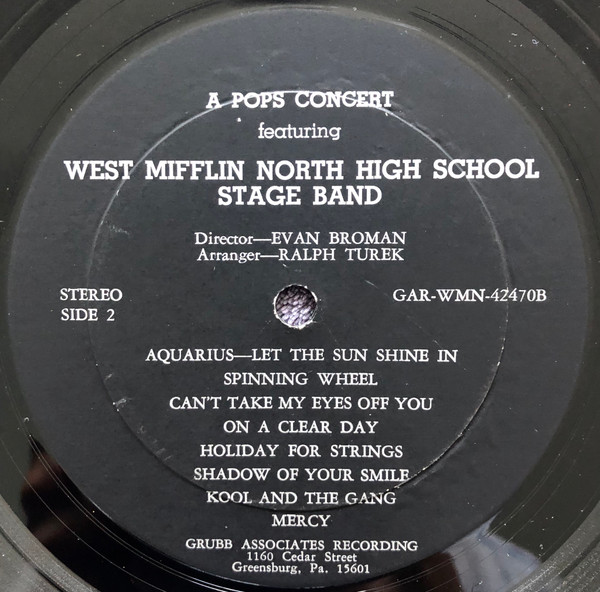 A POPS CONCERT
featuring
WEST MIFFLIN NORTH HIGH SCHOOL
STAGE BAND
Director—EVAN BROMAN
Arranger—RALPH TUREK
STEREO
SIDE 2
GAR-WMN-42470B
AQUARIUS—LET THE SUN SHINE IN
SPINNING WHEEL
CAN'T TAKE MY EYES OFF YOU
ON A CLEAR DAY
HOLIDAY FOR STRINGS
SHADOW OF YOUR SMILE
KOOL AND THE GANG
MERCY
GRUBB ASSOCIATES RECORDING
1160 Cedar Street
Greensburg, Pa. 15601